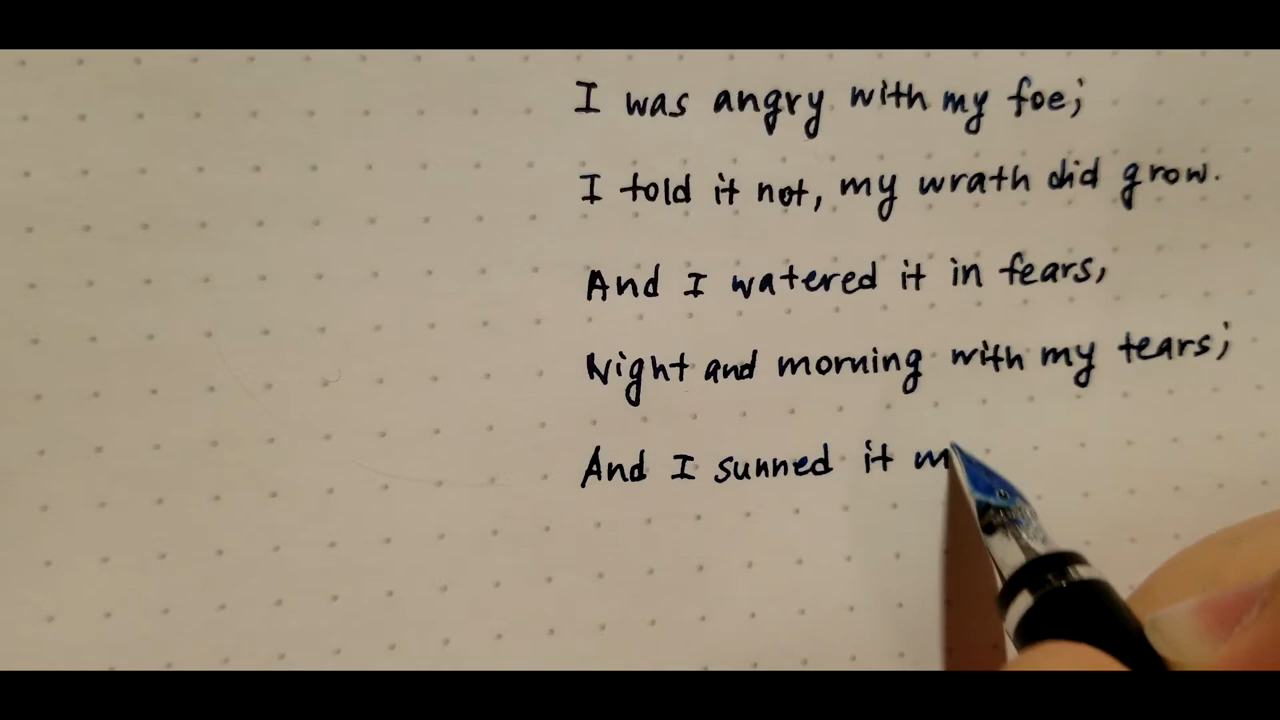 I was angry with my foe;
I told it not, my wrath did grow.
And I watered it in fears,
Night and morning with my tears;
And I sunned it m